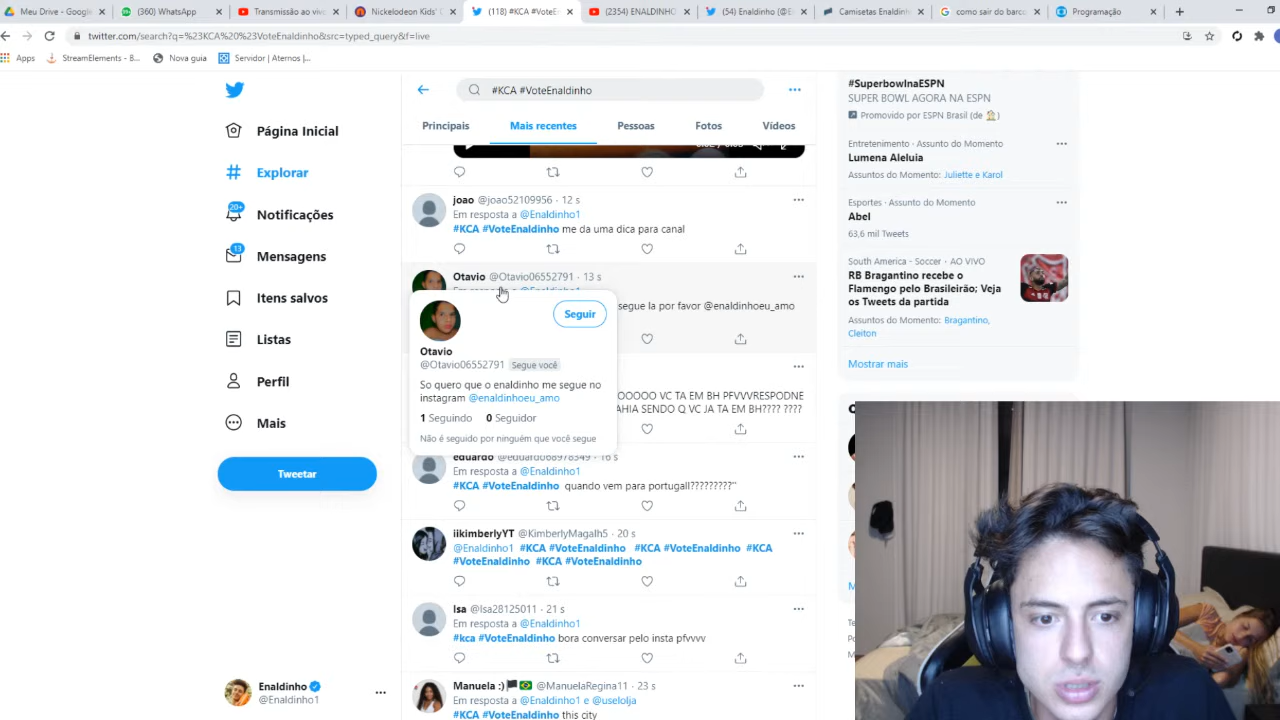 Meu Drive - Google
(360) WhatsApp
Transmissão ao vivo
Nickelodeon Kids' C
(118) #KCA #VoteE
(2354) ENALDINHO
(54) Enaldinho (@E
Camisetas Enaldinh
como sair do barco
Programação
twitter.com/search?q=%23KCA%20%23VoteEnaldinho&src=typed_query&f=live
Apps
StreamElements - B...
Nova guia
Servidor | Aternos |...
#KCA #VoteEnaldinho
Principais
Mais recentes
Pessoas
Fotos
Vídeos
Página Inicial
Explorar
20+
Notificações
13
Mensagens
Itens salvos
Listas
Perfil
Mais
Tweetar
Enaldinho
@Enaldinho1
joao @joao52109956 · 12 s
Em resposta a @Enaldinho1
#KCA #VoteEnaldinho me da uma dica para canal
Otavio @Otavio06552791 · 13 s
segue la por favor @enaldinhoeu_amo
Seguir
Otavio
@Otavio06552791 Segue você
So quero que o enaldinho me segue no
instagram @enaldinhoeu_amo
1 Seguindo 0 Seguidor
Não é seguido por ninguém que você segue
OOOOO VC TA EM BH PFVVVRESPODNE
AHIA SENDO Q VC JA TA EM BH???? ????
eduardo @eduardo68978349 · 16 s
Em resposta a @Enaldinho1
#KCA #VoteEnaldinho quando vem para portugall?????????''
iikimberlyYT @KimberlyMagalh5 · 20 s
@Enaldinho1 #KCA #VoteEnaldinho #KCA #VoteEnaldinho #KCA
#VoteEnaldinho #KCA #VoteEnaldinho
Isa @Isa28125011 · 21 s
Em resposta a @Enaldinho1
#kca #VoteEnaldinho bora conversar pelo insta pfvvvv
Manuela :) @ManuelaRegina11 · 23 s
Em resposta a @Enaldinho1 e @uselolja
#KCA #VoteEnaldinho this city
#SuperbowlnaESPN
SUPER BOWL AGORA NA ESPN
Promovido por ESPN Brasil (de 🏠)
Entretenimento · Assunto do Momento
Lumena Aleluia
Assuntos do Momento: Juliette e Karol
Esportes · Assunto do Momento
Abel
63,6 mil Tweets
South America - Soccer · AO VIVO
RB Bragantino recebe o
Flamengo pelo Brasileirão; Veja
os Tweets da partida
Assuntos do Momento: Bragantino,
Cleiton
Mostrar mais